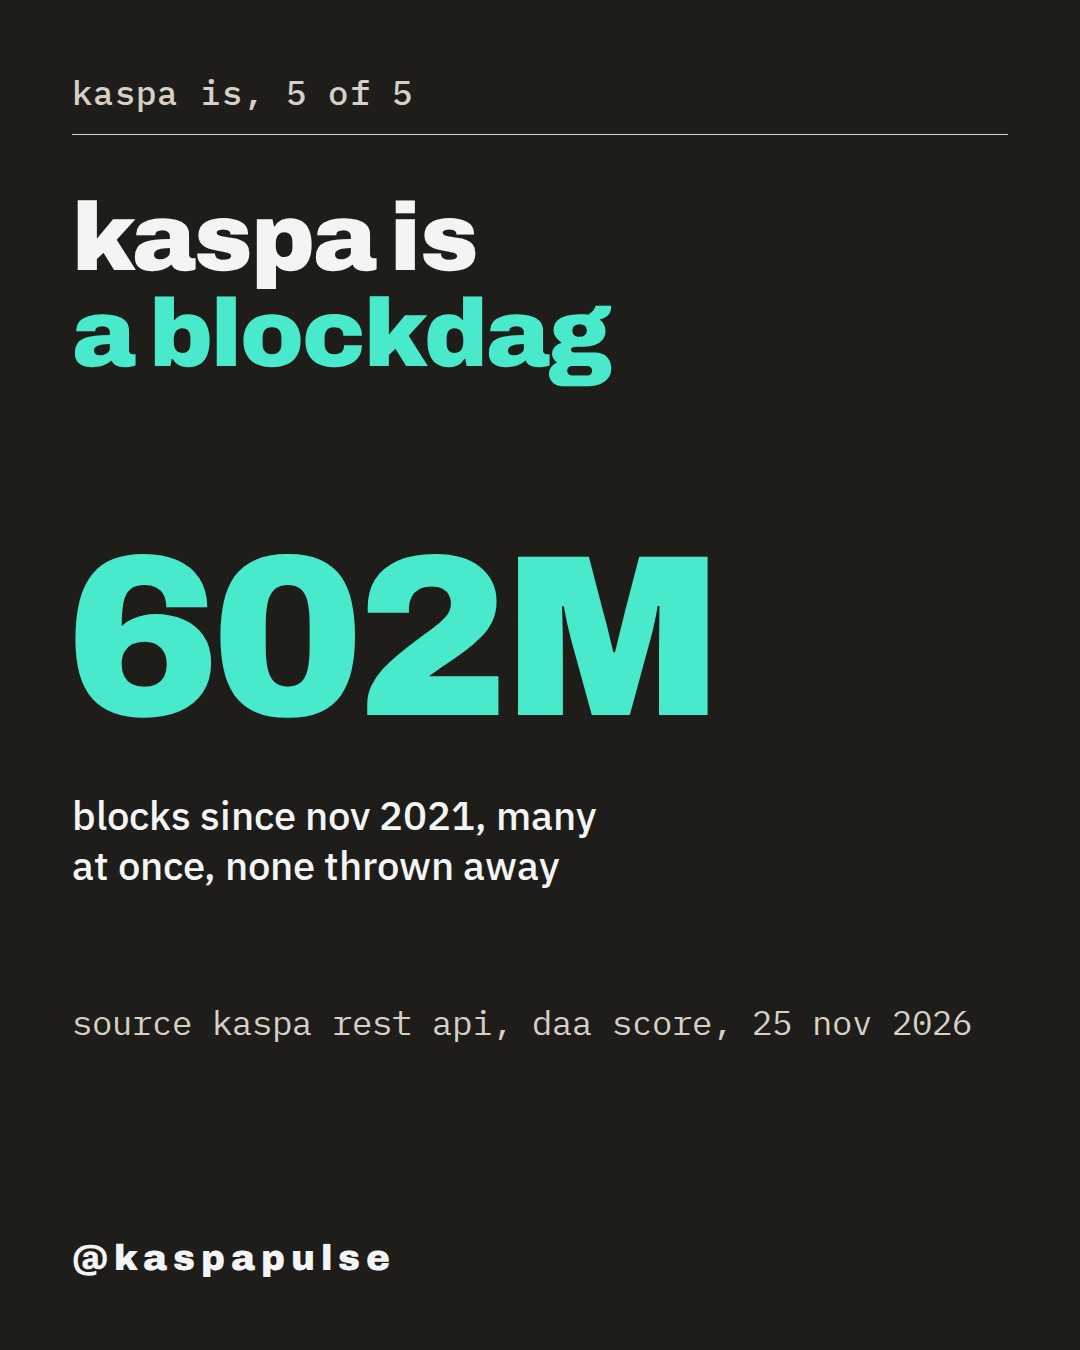 kaspa is, 5 of 5
kaspa is
a blockdag
602M
blocks since nov 2021, many
at once, none thrown away
source kaspa rest api, daa score, 25 nov 2026
@kaspapulse